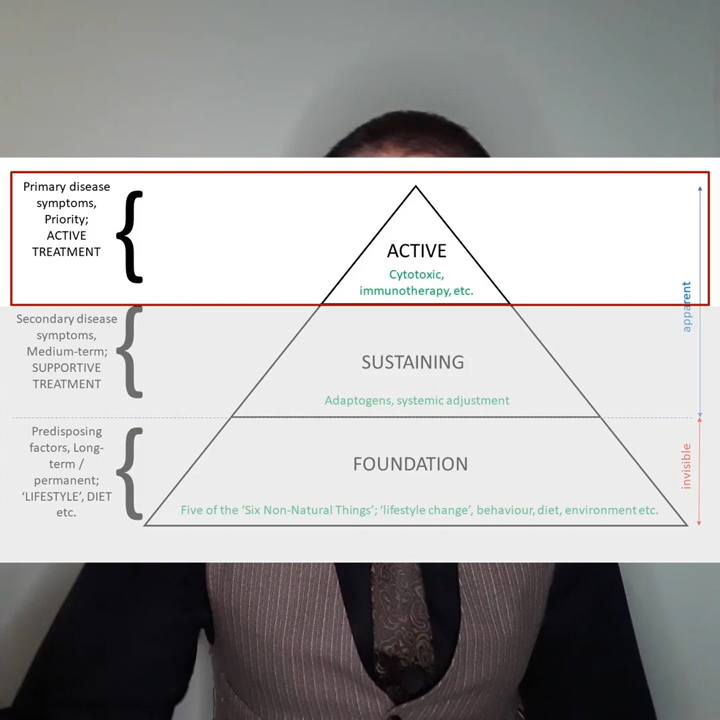 Primary disease
symptoms,
Priority;
ACTIVE
TREATMENT
ACTIVE
Cytotoxic,
immunotherapy, etc.
apparent
Secondary disease
symptoms,
Medium-term;
SUPPORTIVE
TREATMENT
SUSTAINING
Adaptogens, systemic adjustment
Predisposing
factors, Long-
term /
permanent;
‘LIFESTYLE’, DIET
etc.
FOUNDATION
Five of the ‘Six Non-Natural Things’; ‘lifestyle change’, behaviour, diet, environment etc.
invisible